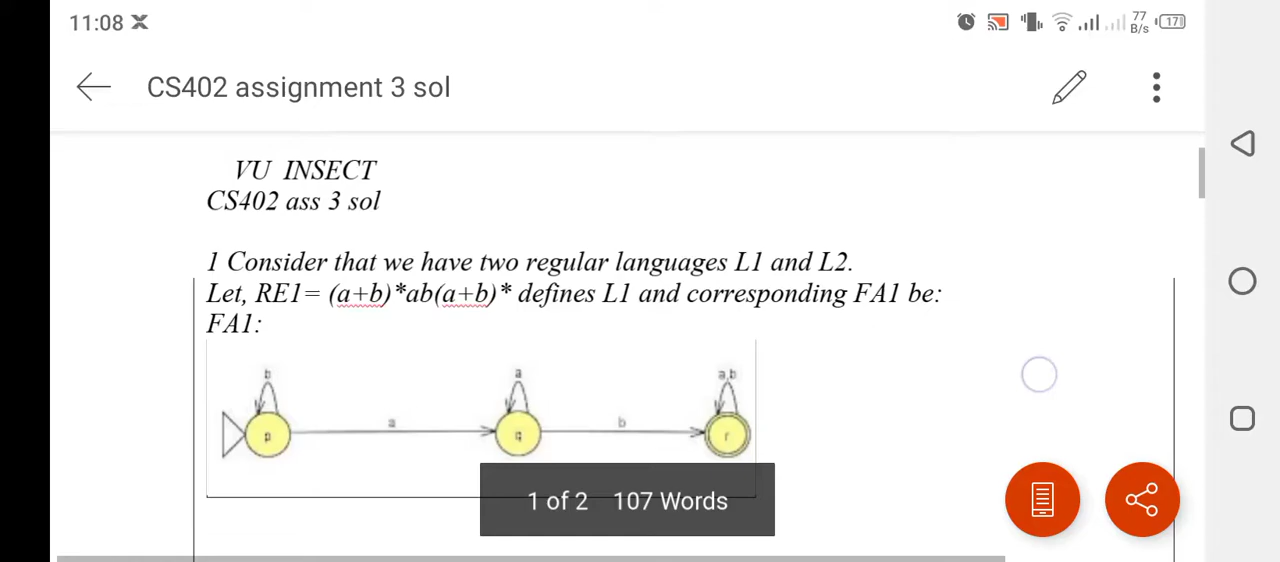 11:08
77
B/s
17
CS402 assignment 3 sol
VU INSECT
CS402 ass 3 sol
1 Consider that we have two regular languages L1 and L2.
Let, RE1= (a+b)*ab(a+b)* defines L1 and corresponding FA1 be:
FA1:
b
a
a,b
a
b
p
q
r
1 of 2 107 Words